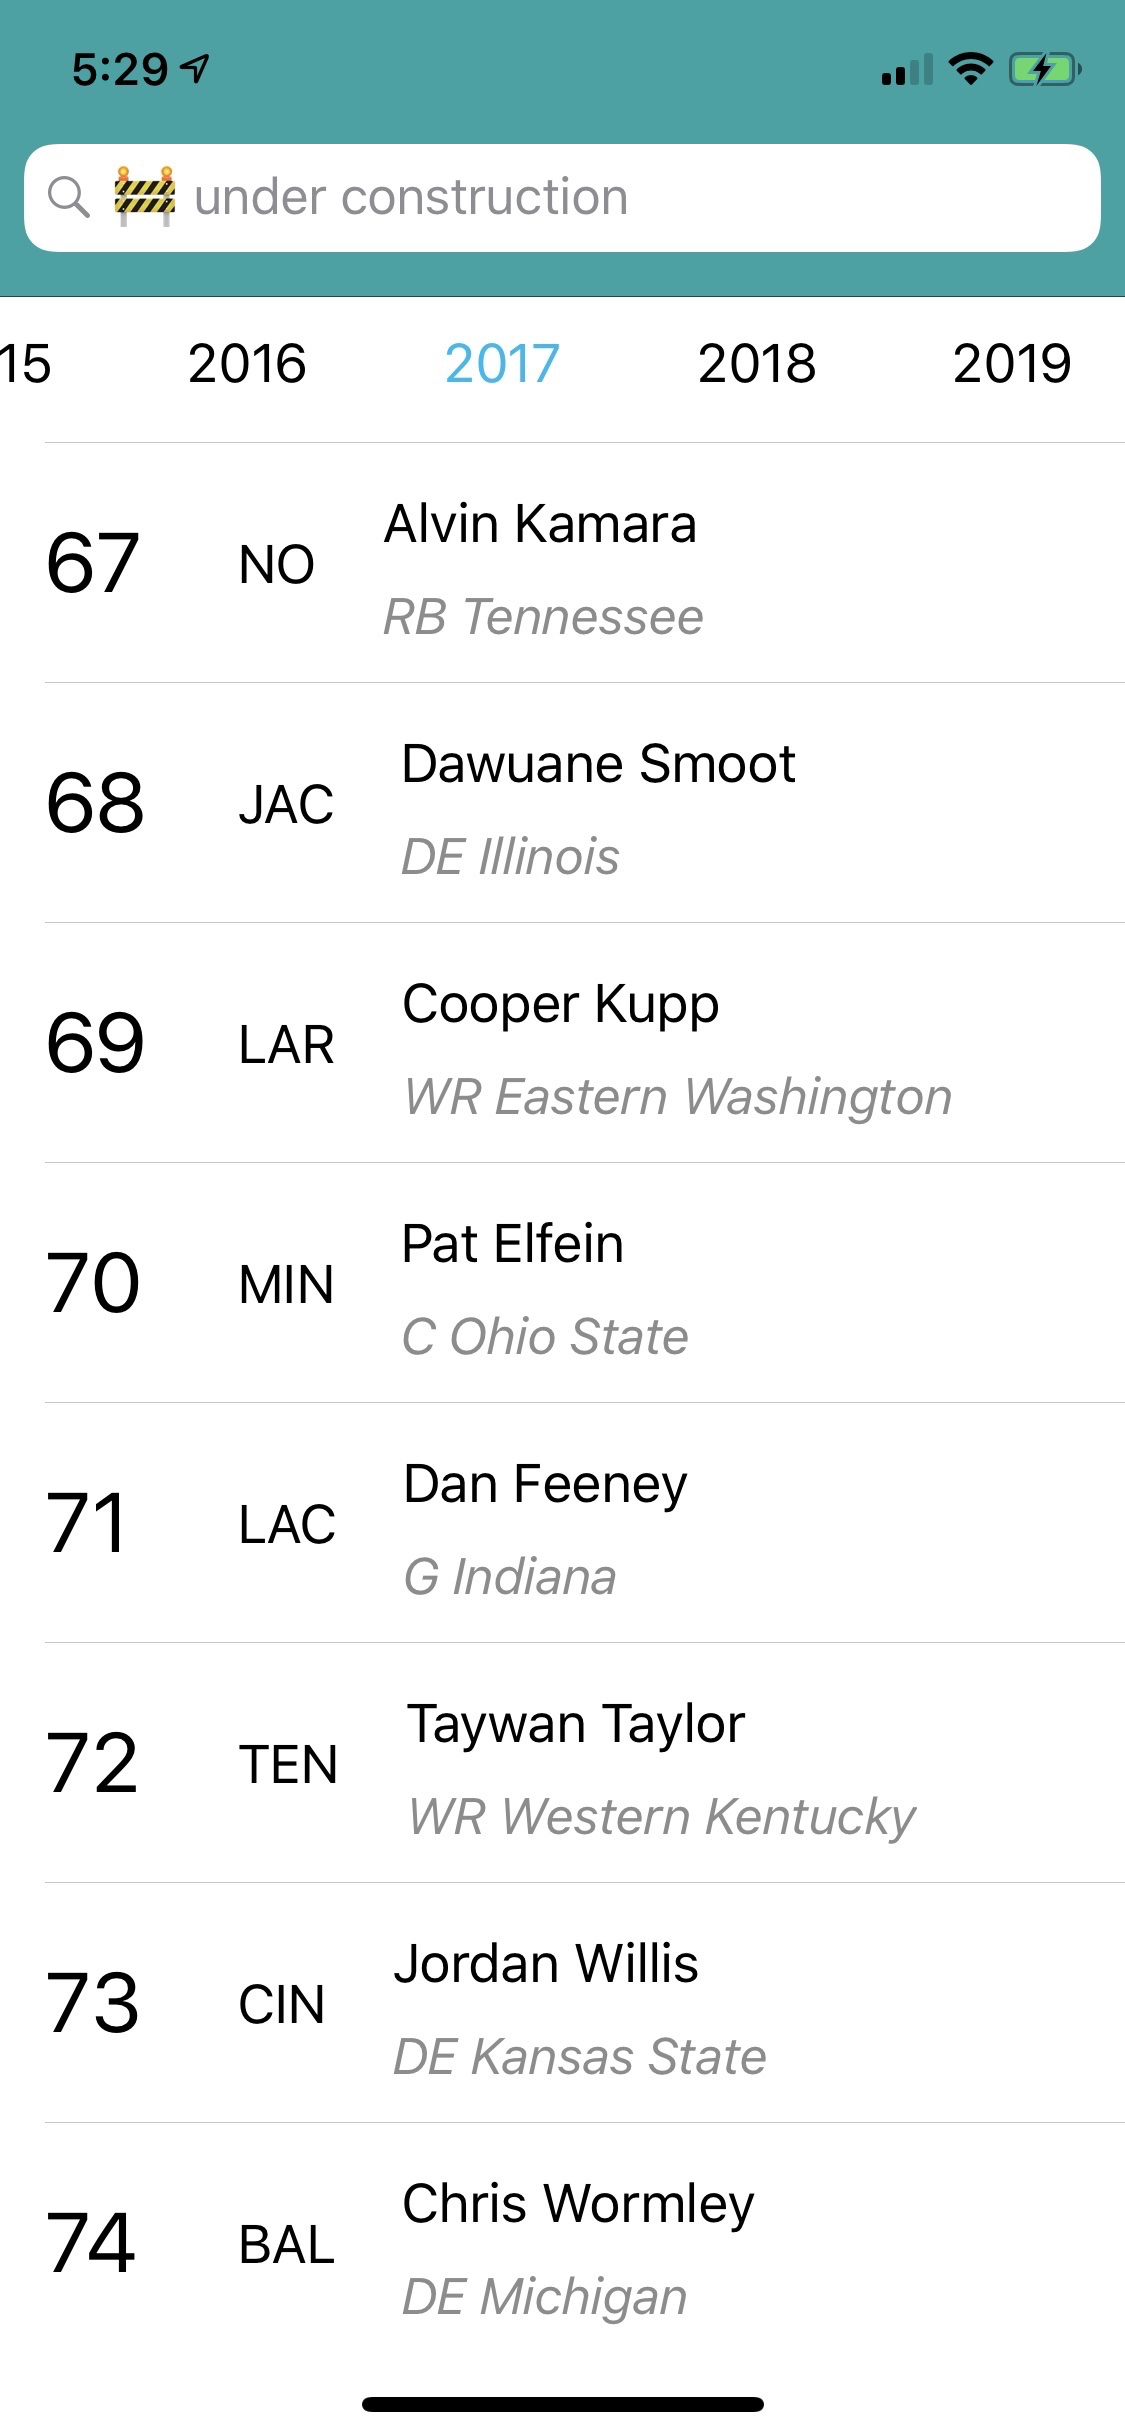 5:29
🚧 under construction
15 2016 2017 2018 2019
67 NO Alvin Kamara
RB Tennessee
68 JAC Dawuane Smoot
DE Illinois
69 LAR Cooper Kupp
WR Eastern Washington
70 MIN Pat Elfein
C Ohio State
71 LAC Dan Feeney
G Indiana
72 TEN Taywan Taylor
WR Western Kentucky
73 CIN Jordan Willis
DE Kansas State
74 BAL Chris Wormley
DE Michigan